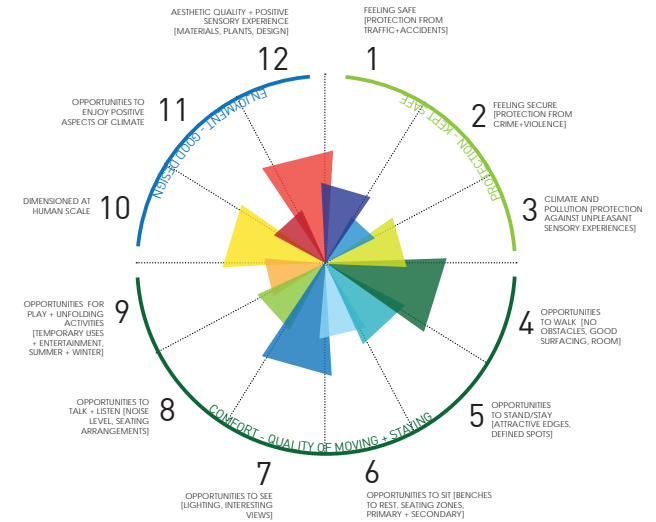 AESTHETIC QUALITY + POSITIVE
SENSORY EXPERIENCE
[MATERIALS, PLANTS, DESIGN]
12
FEELING SAFE
[PROTECTION FROM
TRAFFIC+ACCIDENTS]
1
2
FEELING SECURE
[PROTECTION FROM
CRIME+VIOLENCE]
3
CLIMATE AND
POLLUTION [PROTECTION
AGAINST UNPLEASANT
SENSORY EXPERIENCES]
4
OPPORTUNITIES
TO WALK [NO
OBSTACLES, GOOD
SURFACING, ROOM]
5
OPPORTUNITIES
TO STAND/STAY
[ATTRACTIVE EDGES,
DEFINED SPOTS]
6
OPPORTUNITIES TO SIT [BENCHES
TO REST, SEATING ZONES,
PRIMARY + SECONDARY]
7
OPPORTUNITIES TO SEE
[LIGHTING, INTERESTING
VIEWS]
8
OPPORTUNITIES TO
TALK + LISTEN [NOISE
LEVEL, SEATING
ARRANGEMENTS]
9
OPPORTUNITIES FOR
PLAY + UNFOLDING
ACTIVITIES
[TEMPORARY USES
+ ENTERTAINMENT,
SUMMER + WINTER]
10
DIMENSIONED AT
HUMAN SCALE
11
OPPORTUNITIES TO
ENJOY POSITIVE
ASPECTS OF CLIMATE
ENJOYMENT - GOOD DESIGN
PROTECTION - KEPT SAFE
COMFORT - QUALITY OF MOVING + STAYING